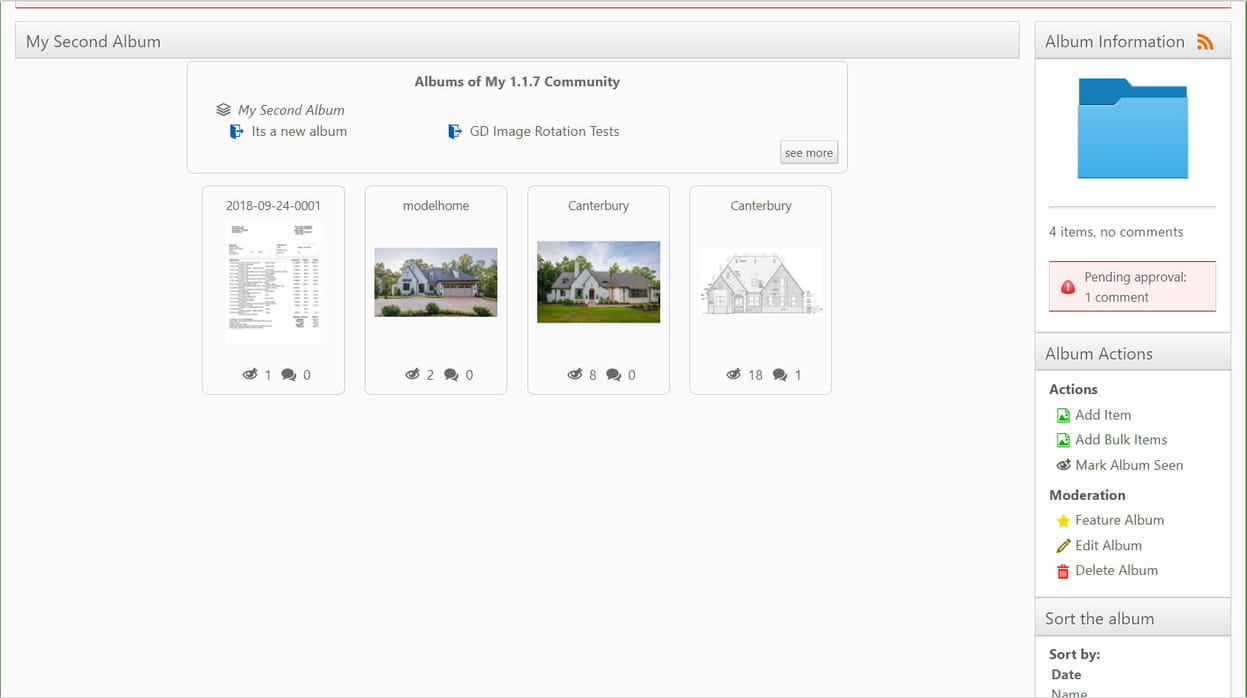 My Second Album
Albums of My 1.1.7 Community
My Second Album
Its a new album
GD Image Rotation Tests
see more
2018-09-24-0001
modelhome
Canterbury
Canterbury
1 0
2 0
8 0
18 1
Album Information
4 items, no comments
Pending approval:
1 comment
Album Actions
Actions
Add Item
Add Bulk Items
Mark Album Seen
Moderation
Feature Album
Edit Album
Delete Album
Sort the album
Sort by:
Date
Name